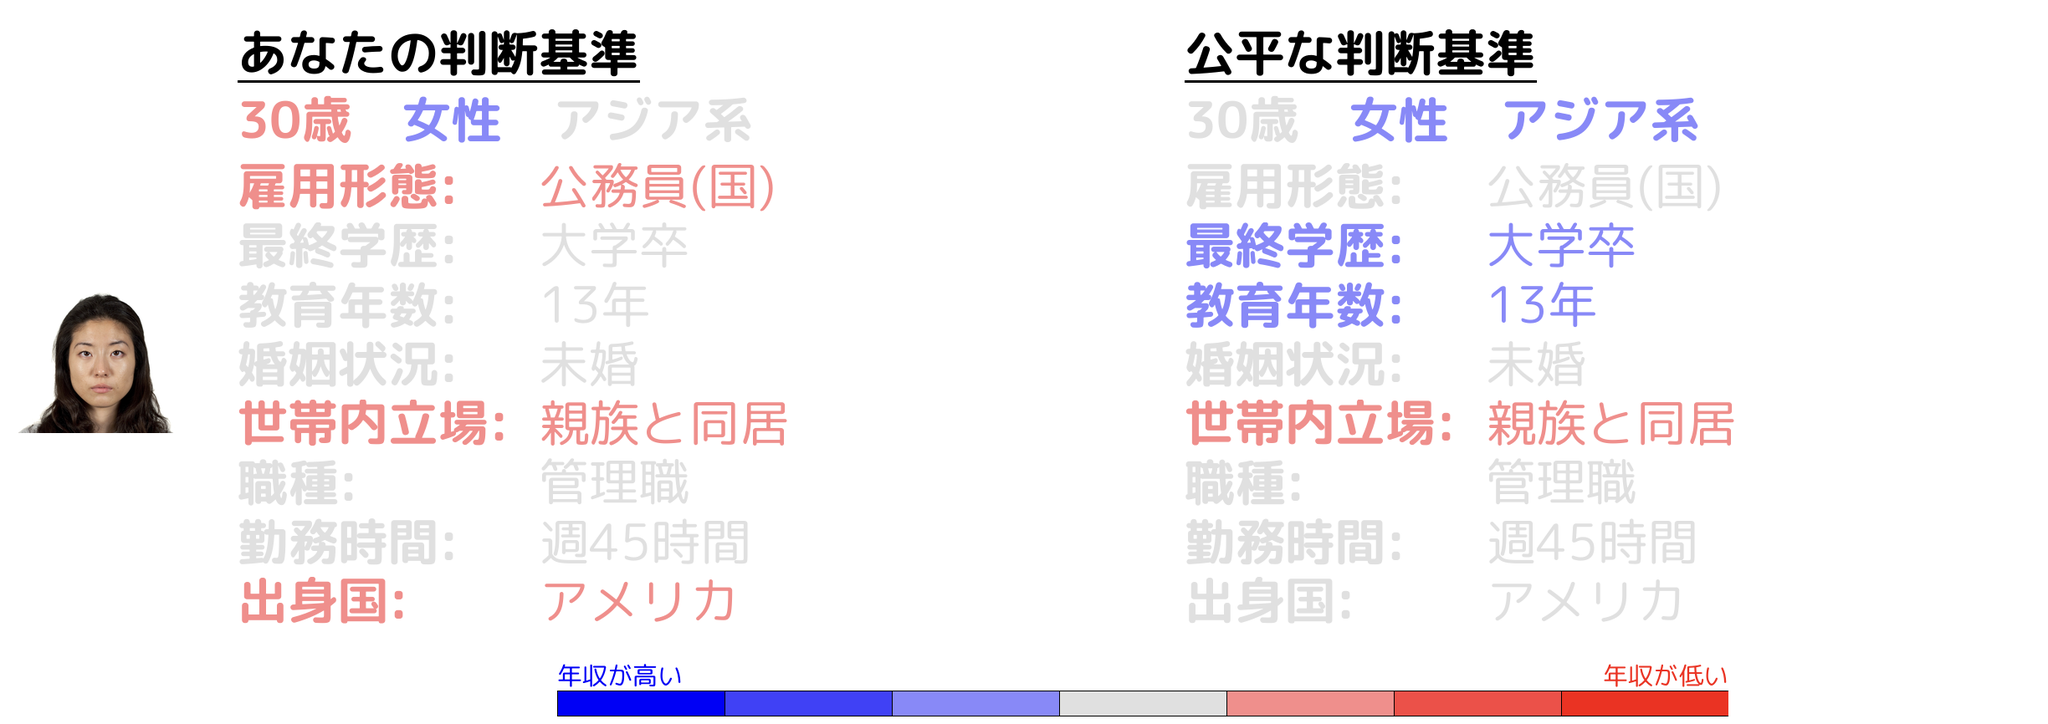 あなたの判断基準
30歳 女性 アジア系
雇用形態: 公務員(国)
最終学歴: 大学卒
教育年数: 13年
婚姻状況: 未婚
世帯内立場: 親族と同居
職種: 管理職
勤務時間: 週45時間
出身国: アメリカ
公平な判断基準
30歳 女性 アジア系
雇用形態: 公務員(国)
最終学歴: 大学卒
教育年数: 13年
婚姻状況: 未婚
世帯内立場: 親族と同居
職種: 管理職
勤務時間: 週45時間
出身国: アメリカ
年収が高い
年収が低い